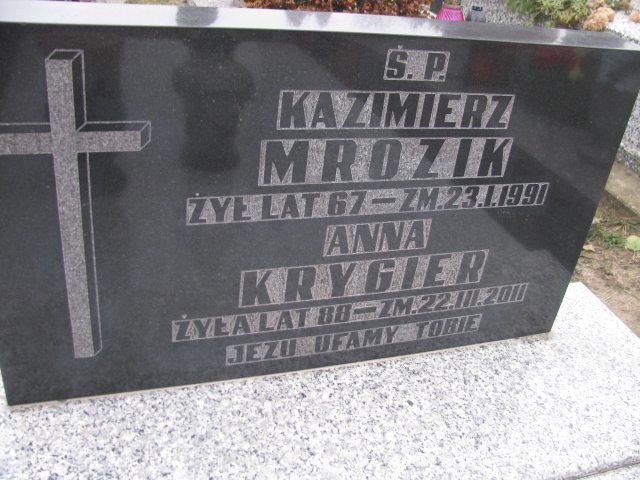 Ś. P.
KAZIMIERZ
MROZIK
ŻYŁ LAT 67 – ZM. 23.I.1991
ANNA
KRYGIER
ŻYŁA LAT 88 – ZM. 22.III.2011
JEZU UFAMY TOBIE